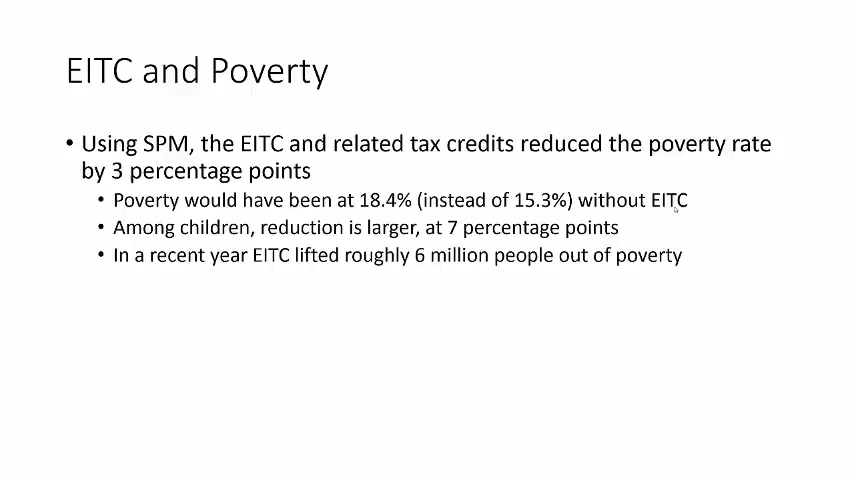 EITC and Poverty
• Using SPM, the EITC and related tax credits reduced the poverty rate
by 3 percentage points
• Poverty would have been at 18.4% (instead of 15.3%) without EITC
• Among children, reduction is larger, at 7 percentage points
• In a recent year EITC lifted roughly 6 million people out of poverty